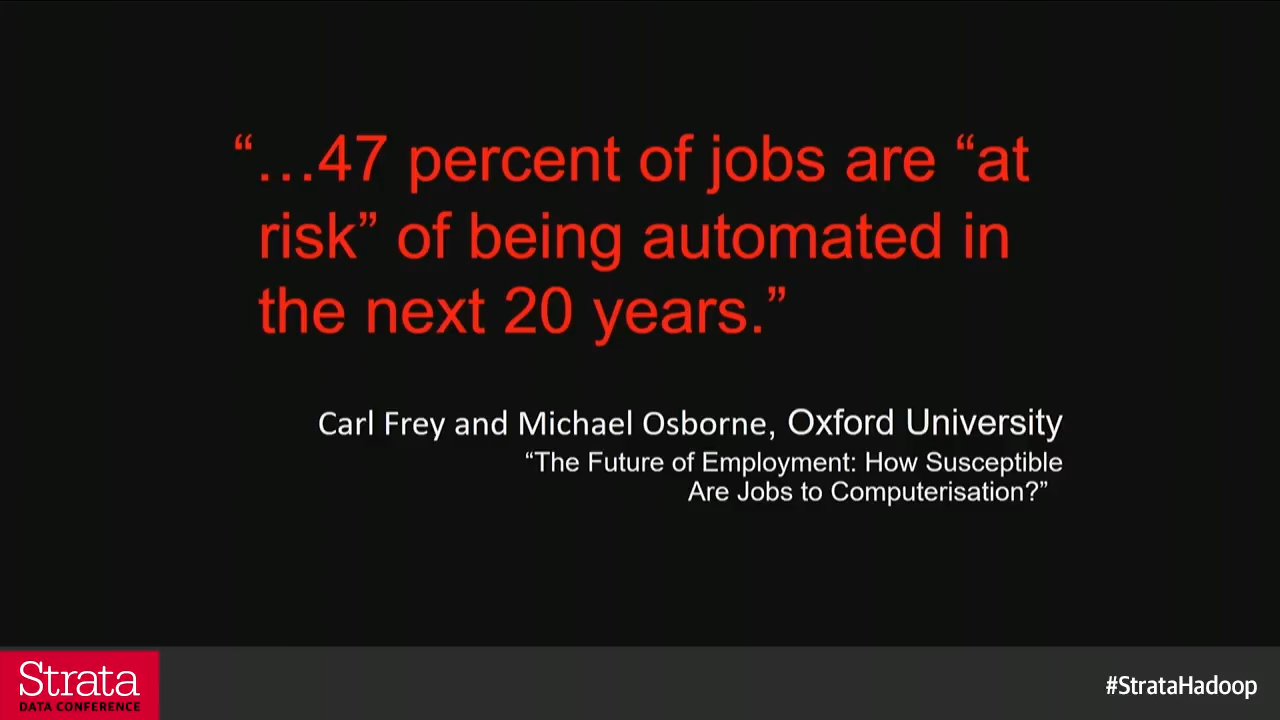 “…47 percent of jobs are “at
risk” of being automated in
the next 20 years.”
Carl Frey and Michael Osborne, Oxford University
“The Future of Employment: How Susceptible
Are Jobs to Computerisation?”
Strata
DATA CONFERENCE
#StrataHadoop